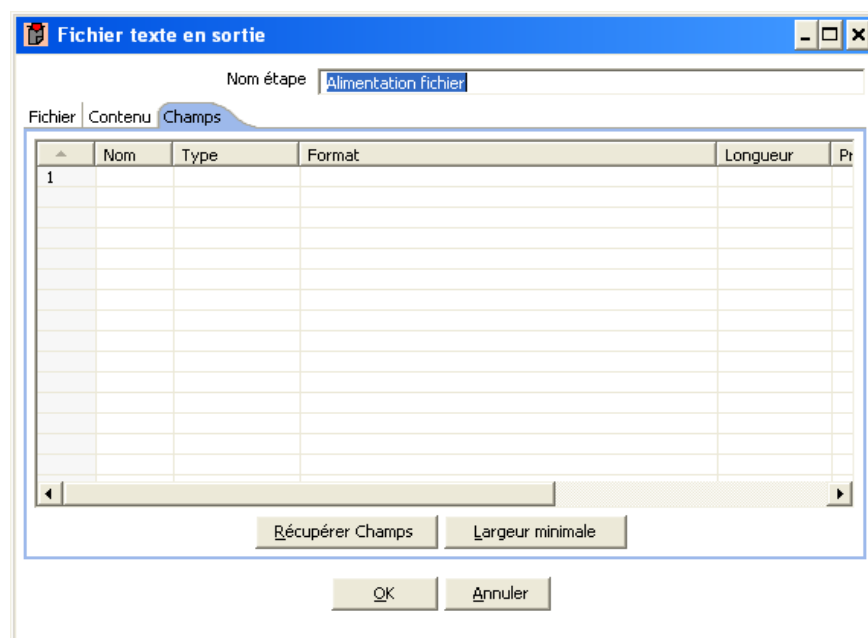 Fichier texte en sortie
Nom étape Alimentation fichier
Fichier Contenu Champs
Nom Type Format Longueur Pr
1
Récupérer Champs Largeur minimale
OK Annuler